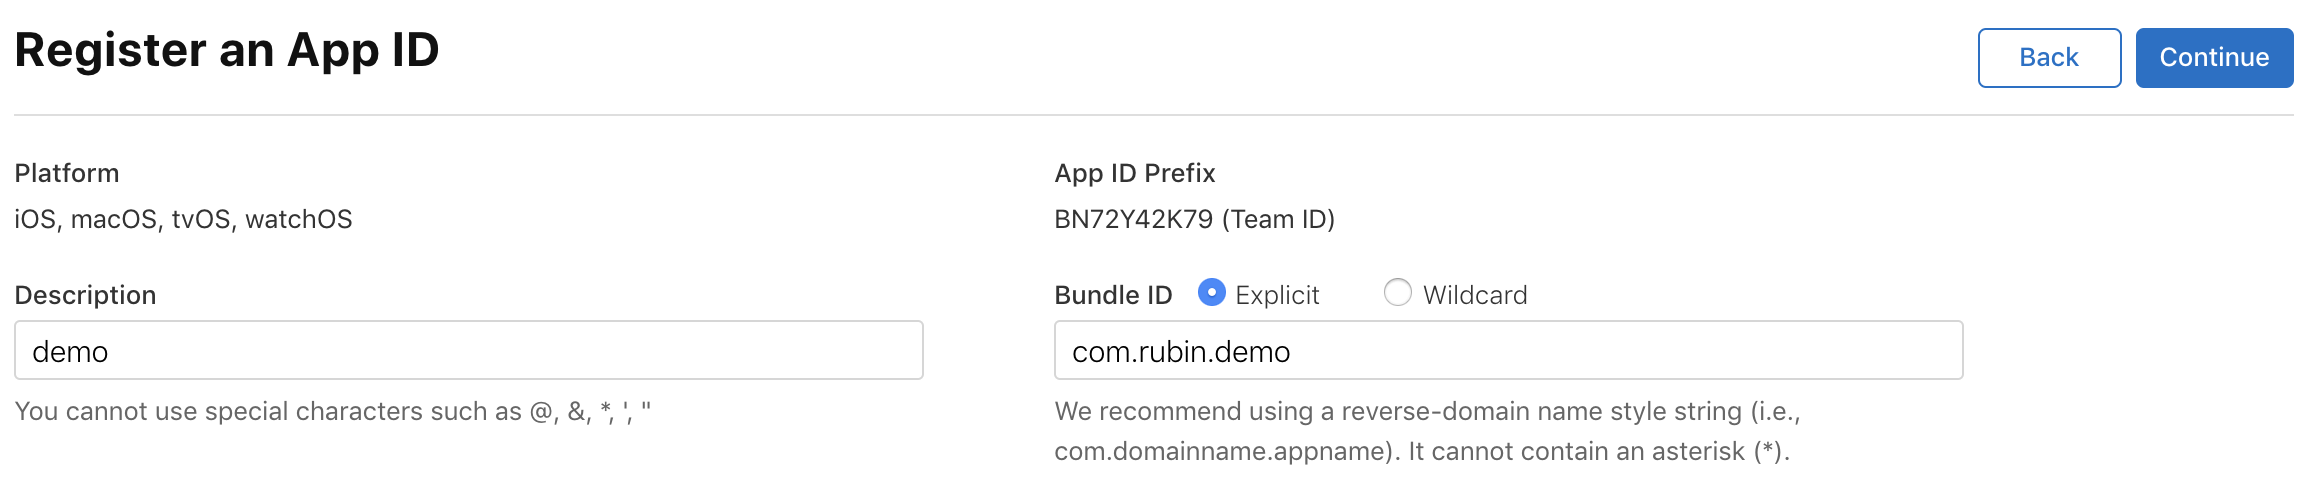 Register an App ID
Back
Continue
Platform
iOS, macOS, tvOS, watchOS
App ID Prefix
BN72Y42K79 (Team ID)
Description
demo
You cannot use special characters such as @, &, *, ', "
Bundle ID Explicit Wildcard
com.rubin.demo
We recommend using a reverse-domain name style string (i.e.,
com.domainname.appname). It cannot contain an asterisk (*).